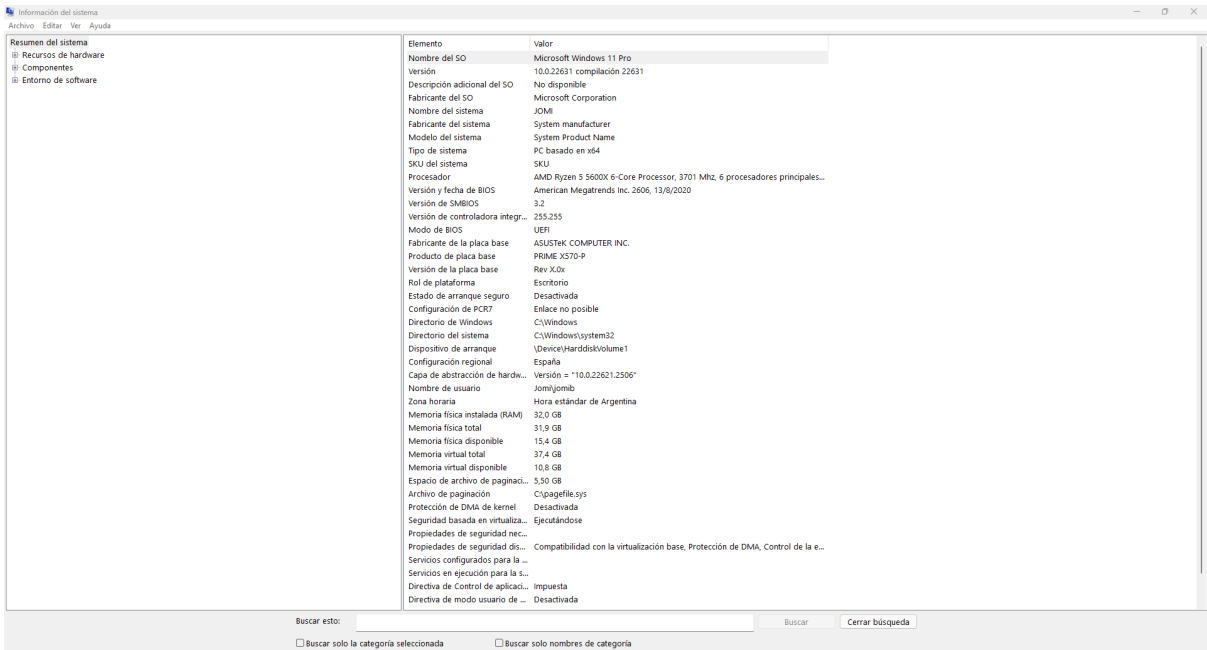 Información del sistema
Archivo Editar Ver Ayuda
Resumen del sistema
Recursos de hardware
Componentes
Entorno de software
Elemento Valor
Nombre del SO Microsoft Windows 11 Pro
Versión 10.0.22631 compilación 22631
Descripción adicional del SO No disponible
Fabricante del SO Microsoft Corporation
Nombre del sistema JOMI
Fabricante del sistema System manufacturer
Modelo del sistema System Product Name
Tipo de sistema PC basado en x64
SKU del sistema SKU
Procesador AMD Ryzen 5 5600X 6-Core Processor, 3701 Mhz, 6 procesadores principales...
Versión y fecha de BIOS American Megatrends Inc. 2606, 13/8/2020
Versión de SMBIOS 3.2
Versión de controladora integr... 255.255
Modo de BIOS UEFI
Fabricante de la placa base ASUSTeK COMPUTER INC.
Producto de placa base PRIME X570-P
Versión de la placa base Rev X.0x
Rol de plataforma Escritorio
Estado de arranque seguro Desactivada
Configuración de PCR7 Enlace no posible
Directorio de Windows C:\Windows
Directorio del sistema C:\Windows\system32
Dispositivo de arranque \Device\HarddiskVolume1
Configuración regional España
Capa de abstracción de hardw... Versión = "10.0.22621.2506"
Nombre de usuario Jomi\jomib
Zona horaria Hora estándar de Argentina
Memoria física instalada (RAM) 32,0 GB
Memoria física total 31,9 GB
Memoria física disponible 15,4 GB
Memoria virtual total 37,4 GB
Memoria virtual disponible 10,8 GB
Espacio de archivo de paginaci... 5,50 GB
Archivo de paginación C:\pagefile.sys
Protección de DMA de kernel Desactivada
Seguridad basada en virtualiza... Ejecutándose
Propiedades de seguridad nec...
Propiedades de seguridad dis... Compatibilidad con la virtualización base, Protección de DMA, Control de la e...
Servicios configurados para la ...
Servicios en ejecución para la s...
Directiva de Control de aplicaci... Impuesta
Directiva de modo usuario de ... Desactivada
Buscar esto: Buscar Cerrar búsqueda
Buscar solo la categoría seleccionada Buscar solo nombres de categoría